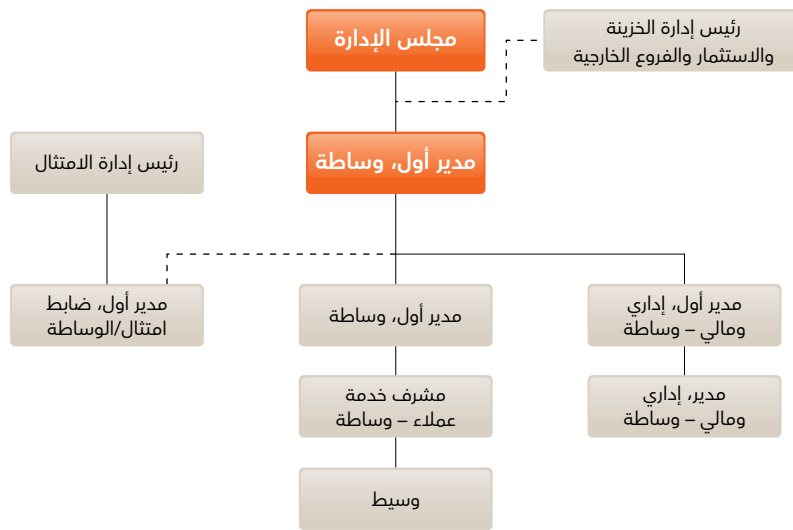 مجلس الإدارة
رئيس إدارة الخزينة
والاستثمار والفروع الخارجية
مدير أول، وساطة
رئيس إدارة الامتثال
مدير أول، إداري
ومالي – وساطة
مدير أول، وساطة
مدير أول، ضابط
امتثال/الوساطة
مدير، إداري
ومالي – وساطة
مشرف خدمة
عملاء – وساطة
وسيط